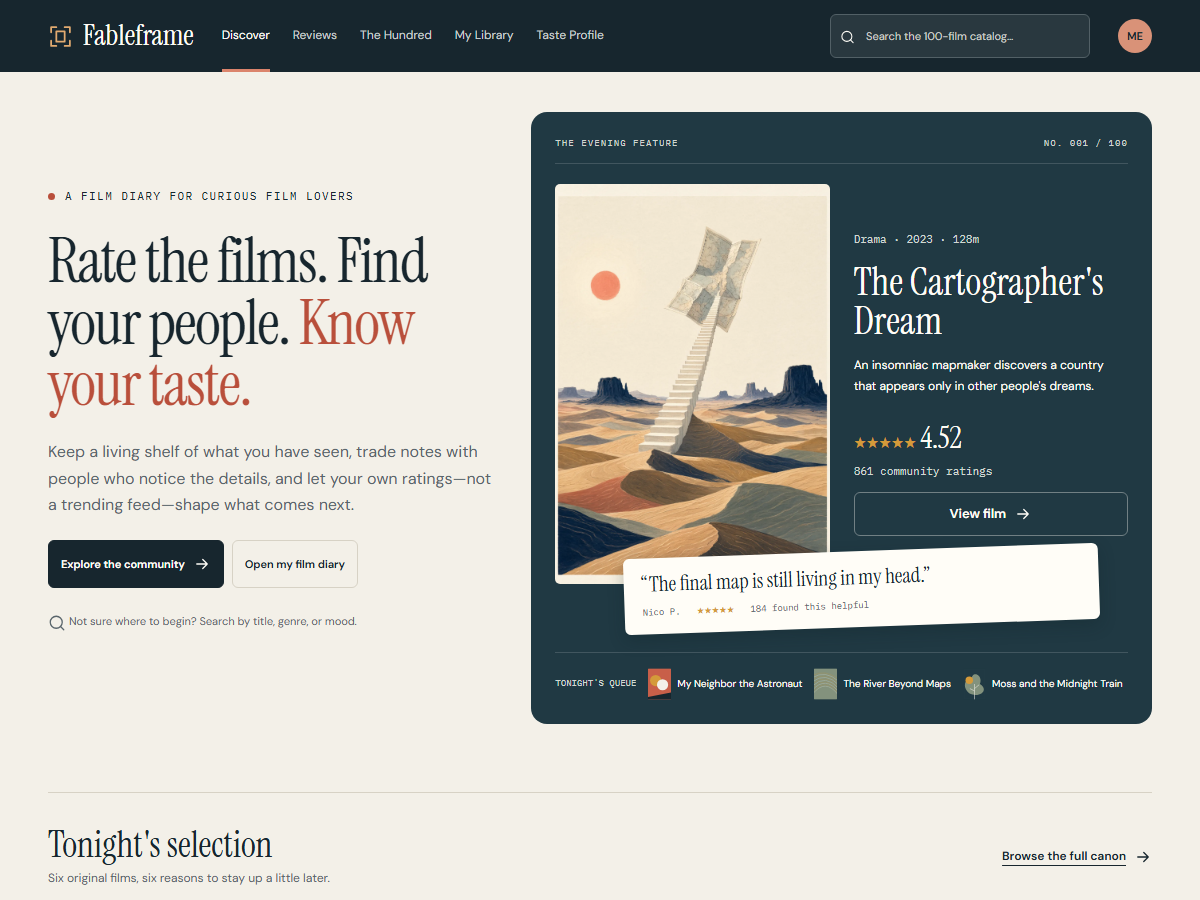 Fableframe
Discover
Reviews
The Hundred
My Library
Taste Profile
Search the 100-film catalog...
ME
A FILM DIARY FOR CURIOUS FILM LOVERS
Rate the films. Find
your people. Know
your taste.
Keep a living shelf of what you have seen, trade notes with
people who notice the details, and let your own ratings—not
a trending feed—shape what comes next.
Explore the community
Open my film diary
Not sure where to begin? Search by title, genre, or mood.
THE EVENING FEATURE
NO. 001 / 100
Drama · 2023 · 128m
The Cartographer's
Dream
An insomniac mapmaker discovers a country
that appears only in other people's dreams.
★★★★★ 4.52
861 community ratings
View film
“The final map is still living in my head.”
Nico P. ★★★★★ 184 found this helpful
TONIGHT'S QUEUE
My Neighbor the Astronaut
The River Beyond Maps
Moss and the Midnight Train
Tonight's selection
Six original films, six reasons to stay up a little later.
Browse the full canon